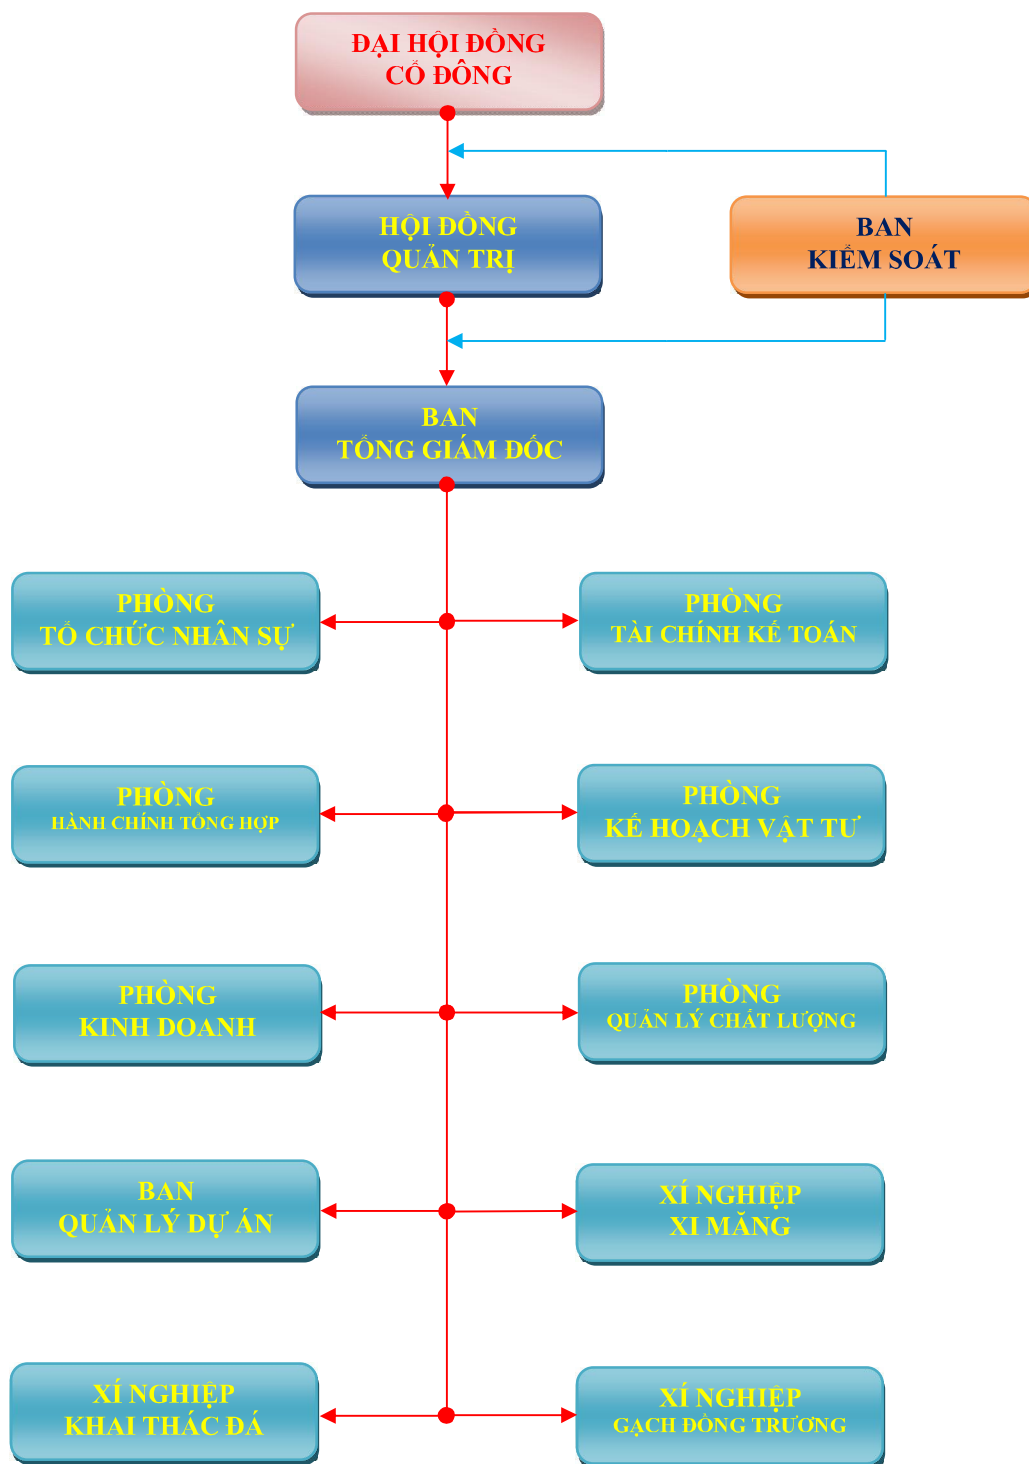 ĐẠI HỘI ĐỒNG
CỔ ĐÔNG
HỘI ĐỒNG
QUẢN TRỊ
BAN
KIỂM SOÁT
BAN
TỔNG GIÁM ĐỐC
PHÒNG
TỔ CHỨC NHÂN SỰ
PHÒNG
TÀI CHÍNH KẾ TOÁN
PHÒNG
HÀNH CHÍNH TỔNG HỢP
PHÒNG
KẾ HOẠCH VẬT TƯ
PHÒNG
KINH DOANH
PHÒNG
QUẢN LÝ CHẤT LƯỢNG
BAN
QUẢN LÝ DỰ ÁN
XÍ NGHIỆP
XI MĂNG
XÍ NGHIỆP
KHAI THÁC ĐÁ
XÍ NGHIỆP
GẠCH ĐỒNG TRƯƠNG